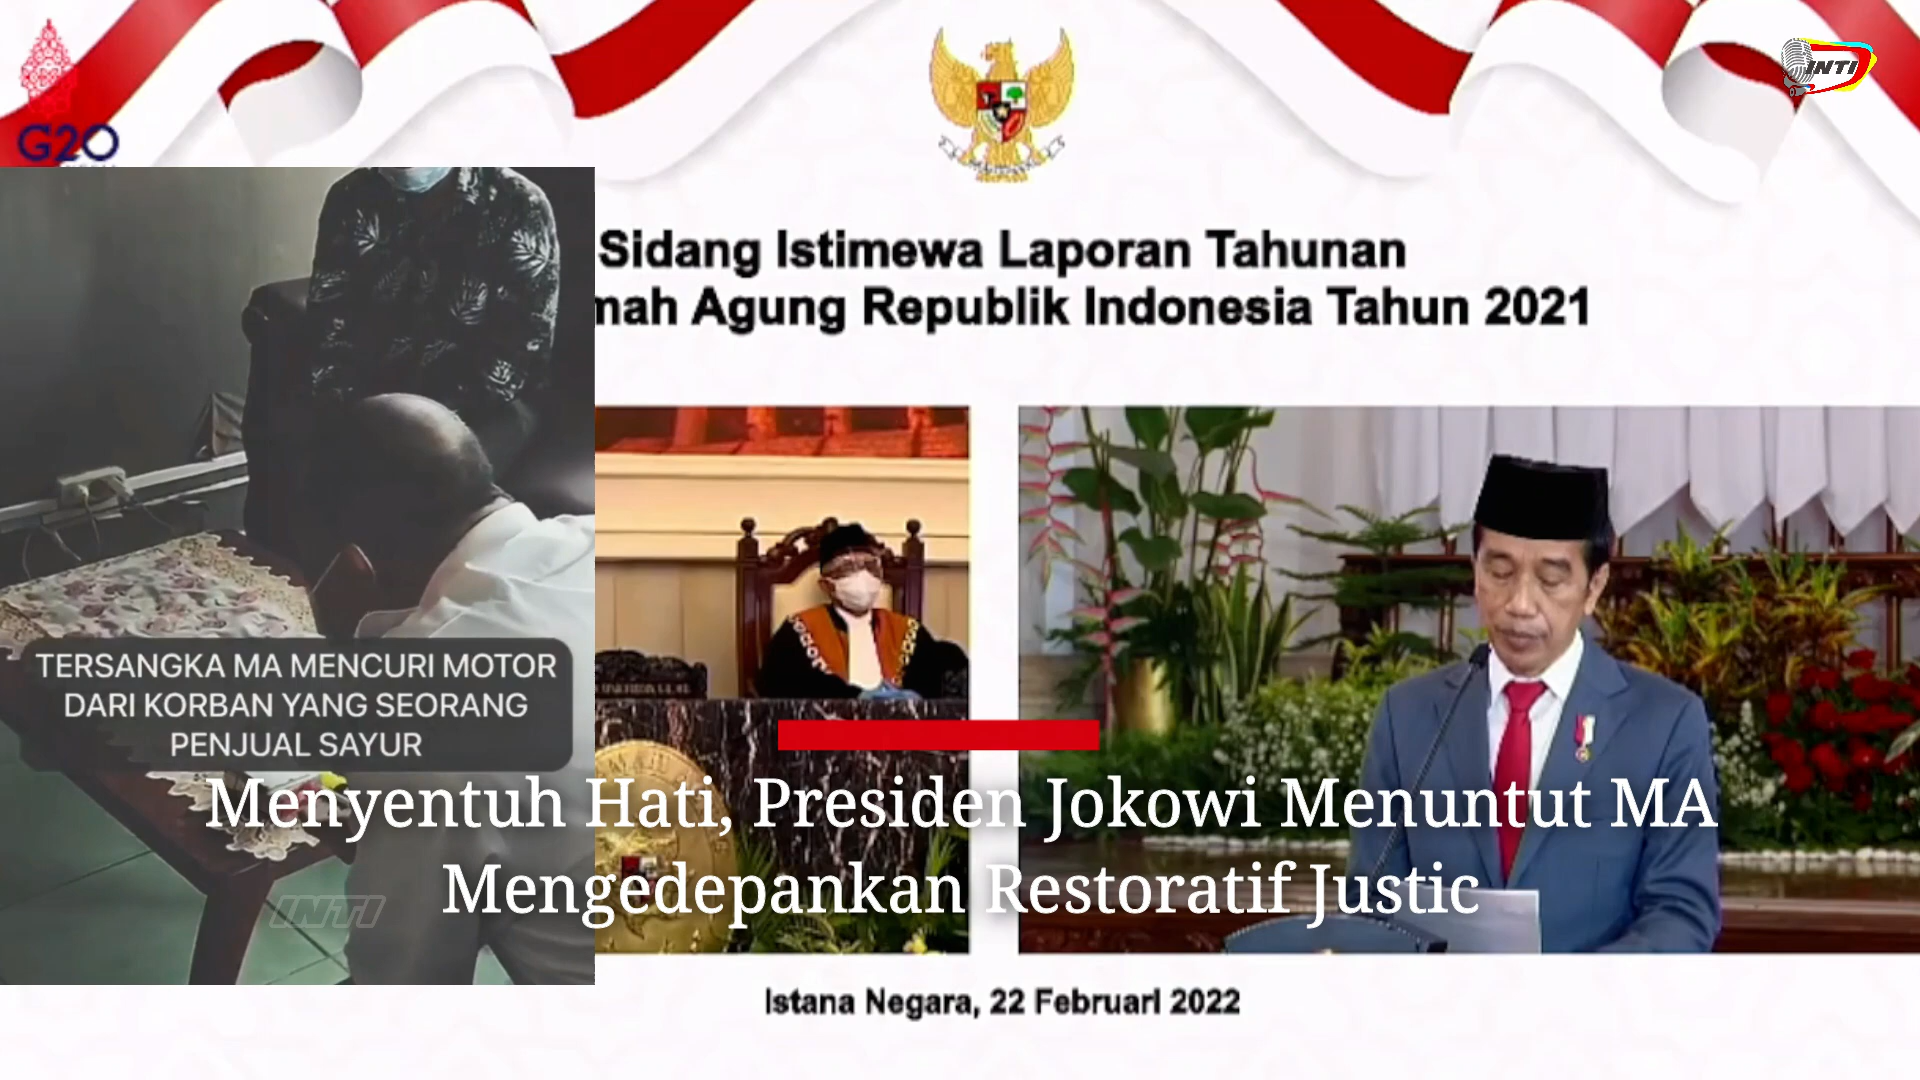 G20
INTI
Sidang Istimewa Laporan Tahunan
mah Agung Republik Indonesia Tahun 2021
TERSANGKA MA MENCURI MOTOR
DARI KORBAN YANG SEORANG
PENJUAL SAYUR
Menyentuh Hati, Presiden Jokowi Menuntut MA
Mengedepankan Restoratif Justic
INTI
Istana Negara, 22 Februari 2022